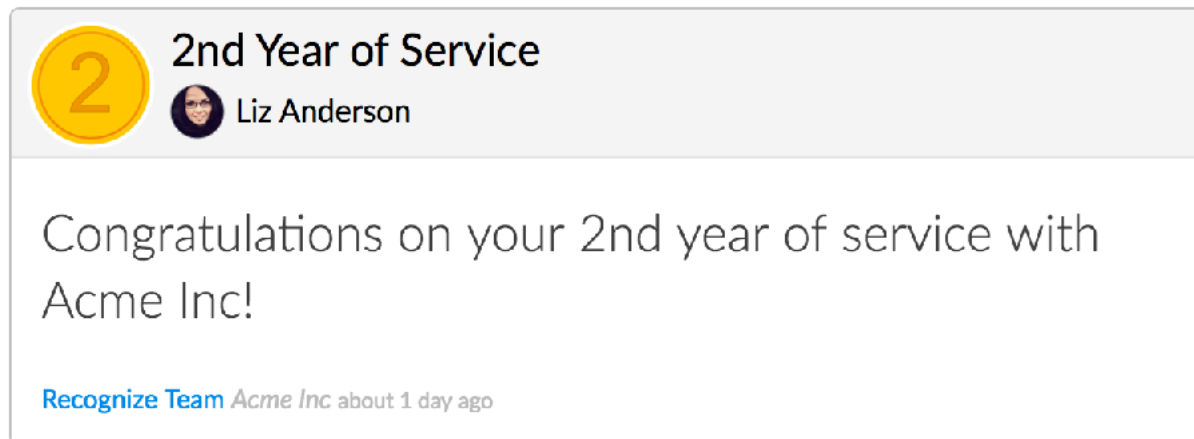 2
2nd Year of Service
Liz Anderson
Congratulations on your 2nd year of service with
Acme Inc!
Recognize Team Acme Inc about 1 day ago